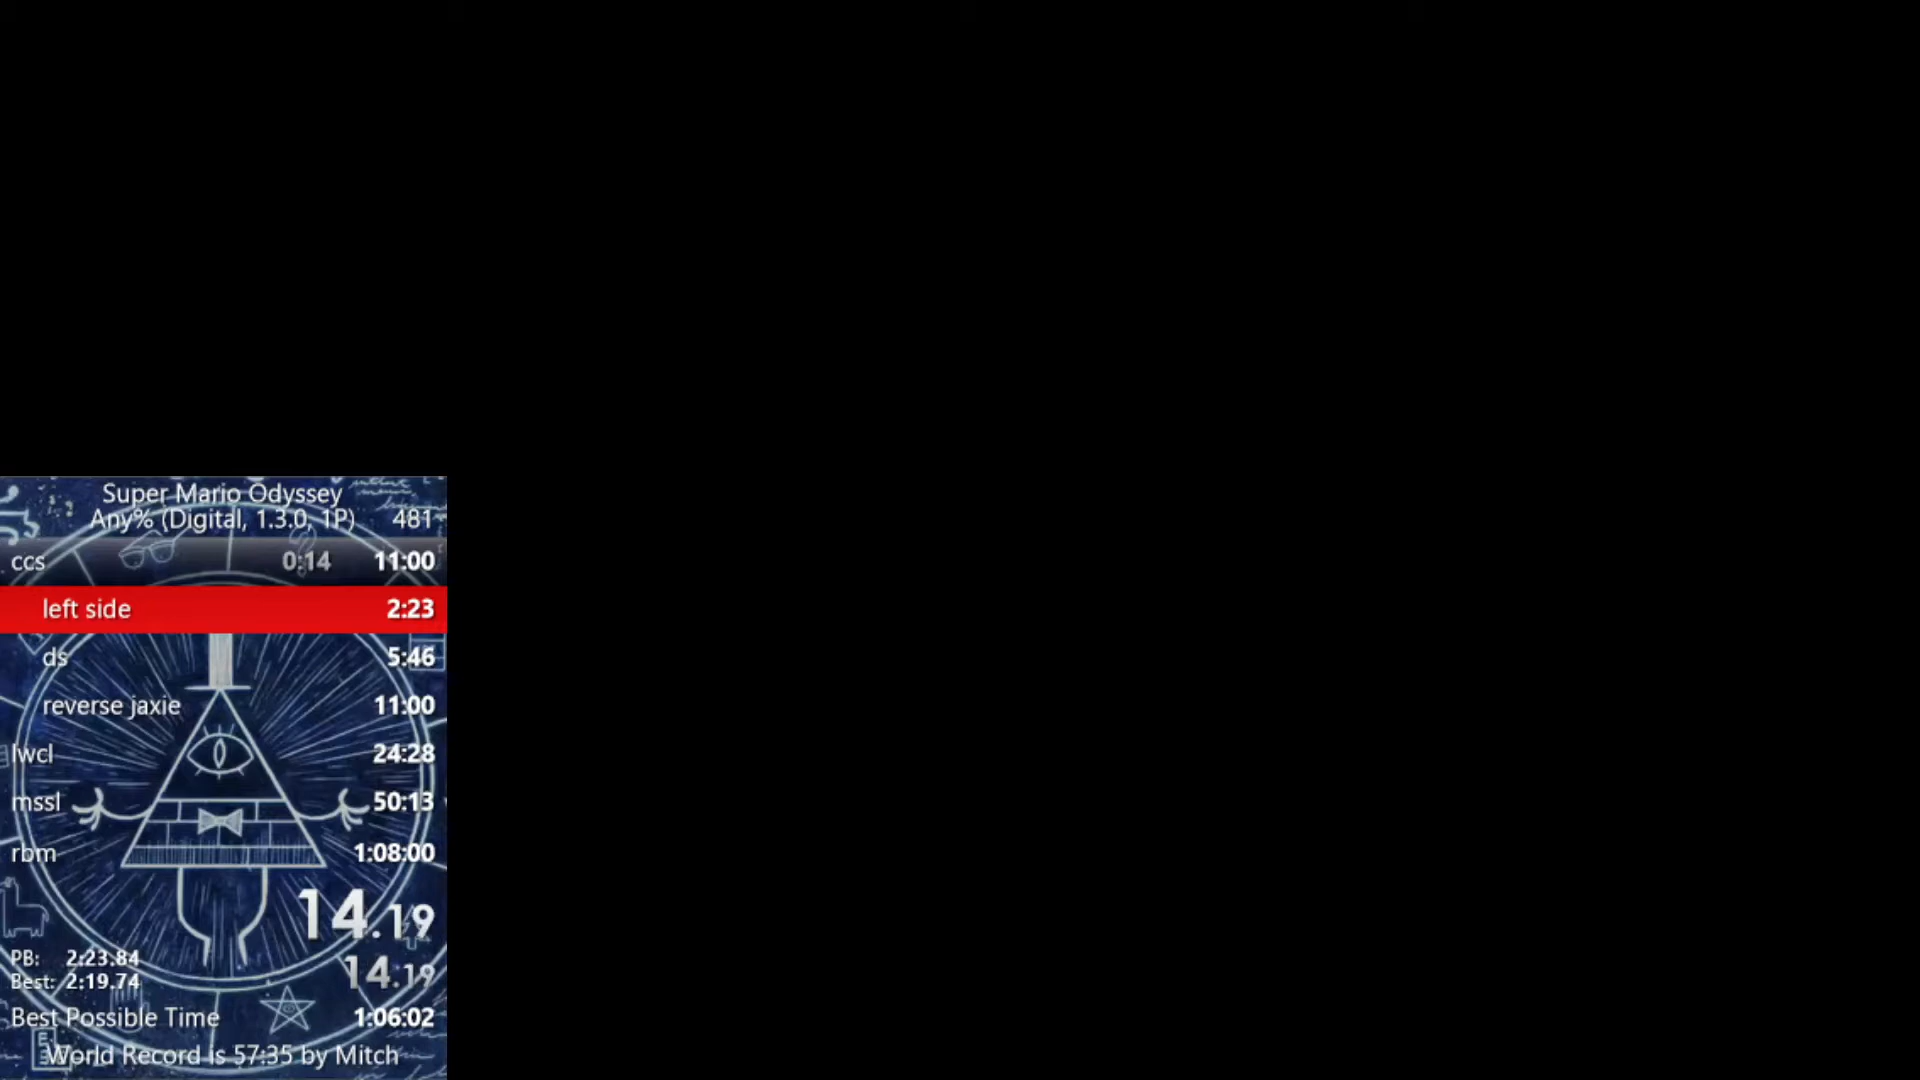 Super Mario Odyssey
Any% (Digital, 1.3.0, 1P) 481
ccs 0:14 11:00
left side 2:23
ds 5:46
reverse jaxie 11:00
lwcl 24:28
mssl 50:13
rbm 1:08:00
14.19
PB: 2:23.84
Best: 2:19.74 14.19
Best Possible Time 1:06:02
World Record is 57:35 by Mitch